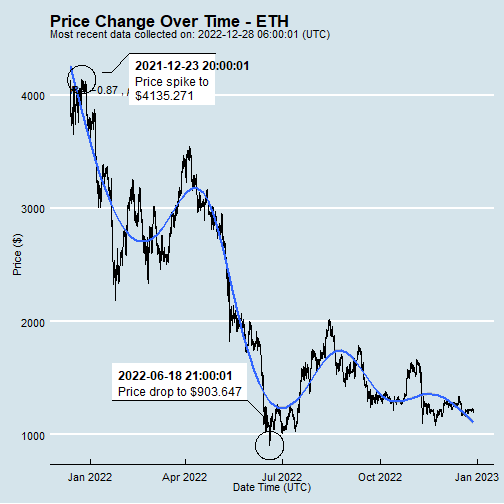 Price Change Over Time - ETH
Most recent data collected on: 2022-12-28 06:00:01 (UTC)
2021-12-23 20:00:01
Price spike to
$4135.271
−0.87 ,
4000
3000
2000
1000
Price ($)
2022-06-18 21:00:01
Price drop to $903.647
Jan 2022
Apr 2022
Jul 2022
Oct 2022
Jan 2023
Date Time (UTC)